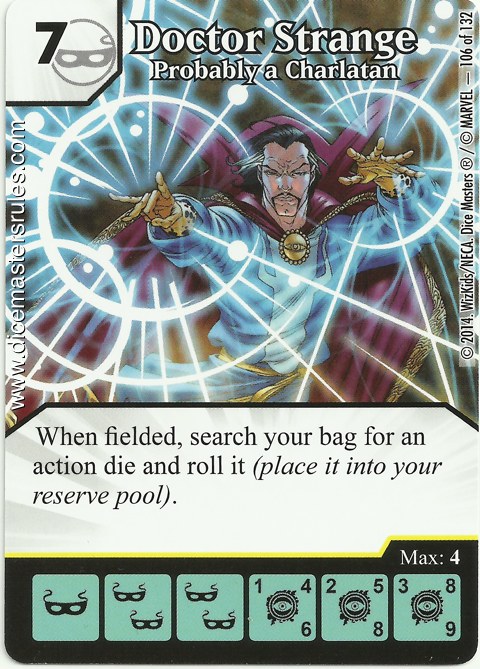 7
Doctor Strange
Probably a Charlatan
www.dicemastersrules.com
© 2014. WizKids/NECA. Dice Masters ® / © MARVEL — 106 of 132
When fielded, search your bag for an
action die and roll it (place it into your
reserve pool).
Max: 4
1 4 6
2 5 8
3 8 9